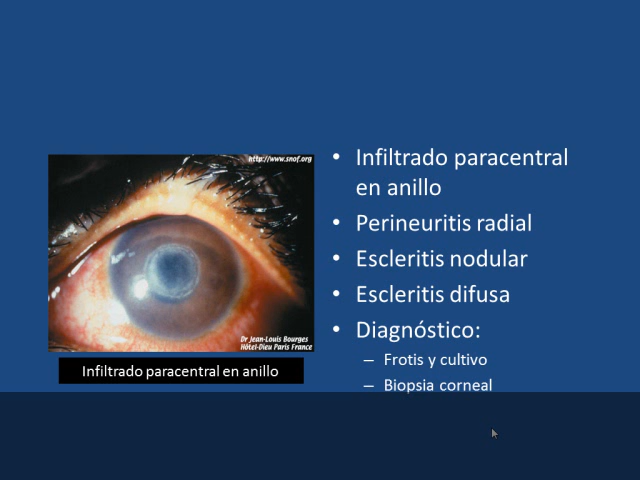 http://www.snof.org
Dr Jean-Louis Bourges
Hôtel-Dieu Paris France
Infiltrado paracentral en anillo
• Infiltrado paracentral
en anillo
• Perineuritis radial
• Escleritis nodular
• Escleritis difusa
• Diagnóstico:
– Frotis y cultivo
– Biopsia corneal